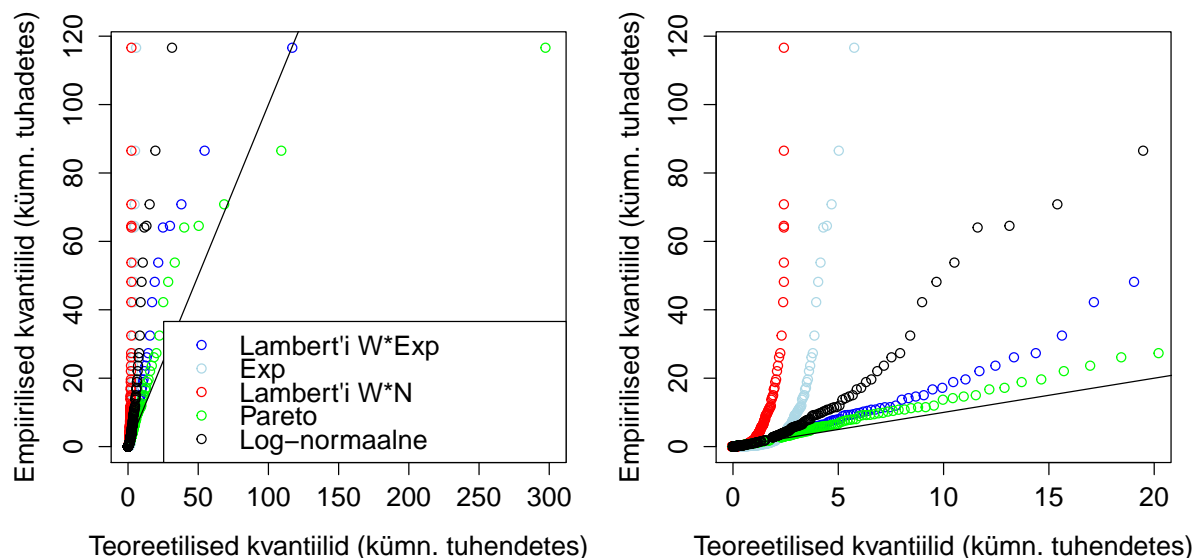 Empiirilised kvantiilid (kümn. tuhadetes)
120
100
80
60
40
20
0
Lambert'i W*Exp
Exp
Lambert'i W*N
Pareto
Log−normaalne
0 50 100 150 200 250 300
Teoreetilised kvantiilid (kümn. tuhendetes)
Empiirilised kvantiilid (kümn. tuhadetes)
120
100
80
60
40
20
0
0 5 10 15 20
Teoreetilised kvantiilid (kümn. tuhendetes)